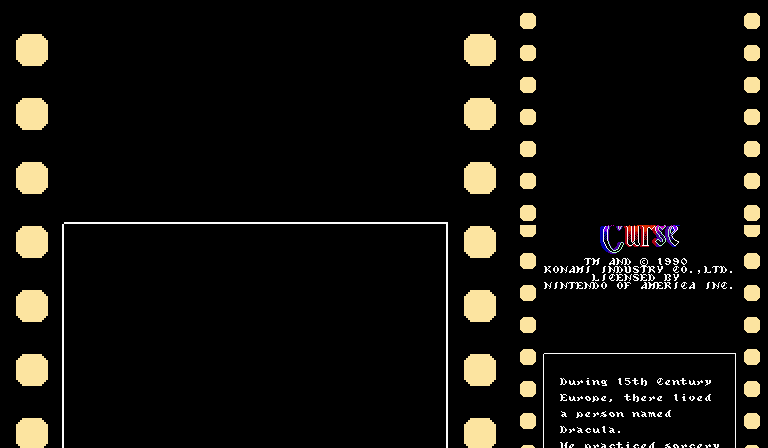 Curse
TM AND © 1990
KONAMI INDUSTRY CO.,LTD.
LICENSED BY
NINTENDO OF AMERICA INC.
During 15th Century
Europe, there lived
a person named
Dracula.
He practiced sorcery